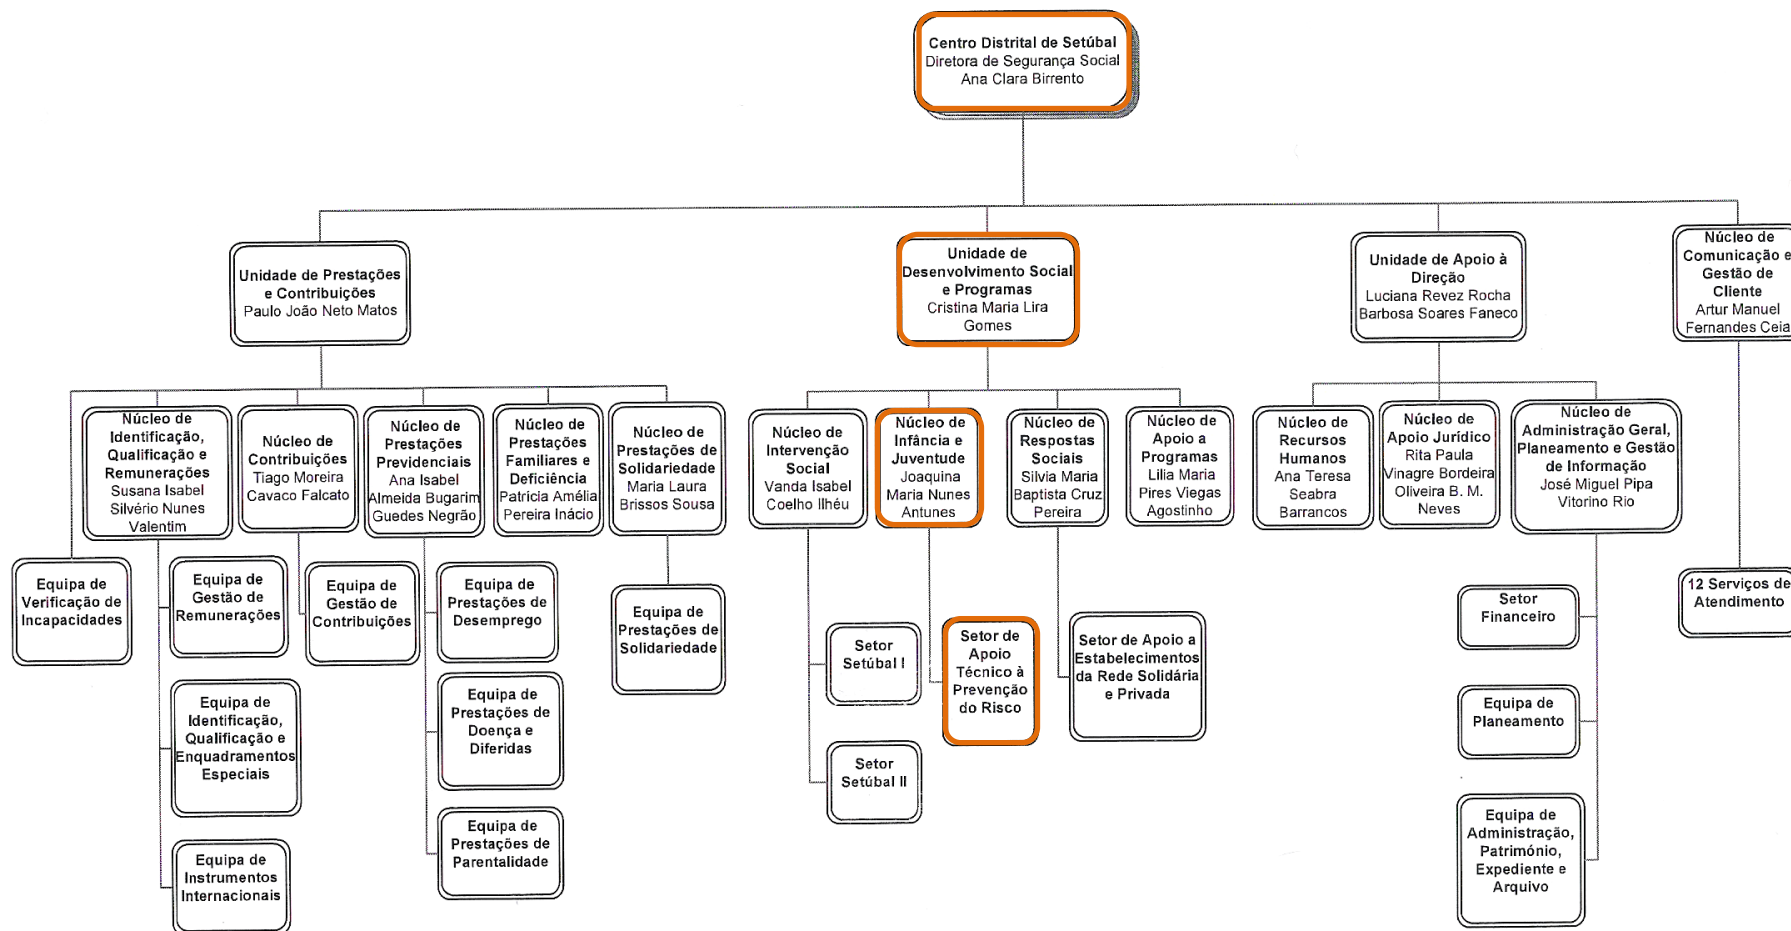 Centro Distrital de Setúbal
Diretora de Segurança Social
Ana Clara Birrento
Unidade de Prestações
e Contribuições
Paulo João Neto Matos
Unidade de
Desenvolvimento Social
e Programas
Cristina Maria Lira
Gomes
Unidade de Apoio à
Direção
Luciana Revez Rocha
Barbosa Soares Faneco
Núcleo de
Comunicação e
Gestão de
Cliente
Artur Manuel
Fernandes Ceia
Núcleo de
Identificação,
Qualificação e
Remunerações
Susana Isabel
Silvério Nunes
Valentim
Núcleo de
Contribuições
Tiago Moreira
Cavaco Falcato
Núcleo de
Prestações
Previdenciais
Ana Isabel
Almeida Bugarim
Guedes Negrão
Núcleo de
Prestações
Familiares e
Deficiência
Patrícia Amélia
Pereira Inácio
Núcleo de
Prestações de
Solidariedade
Maria Laura
Brissos Sousa
Núcleo de
Intervenção
Social
Vanda Isabel
Coelho Ilhéu
Núcleo de
Infância e
Juventude
Joaquina
Maria Nunes
Antunes
Núcleo de
Respostas
Sociais
Silvia Maria
Baptista Cruz
Pereira
Núcleo de
Apoio a
Programas
Lilia Maria
Pires Viegas
Agostinho
Núcleo de
Recursos
Humanos
Ana Teresa
Seabra
Barrancos
Núcleo de
Apoio Jurídico
Rita Paula
Vinagre Bordeira
Oliveira B. M.
Neves
Núcleo de
Administração Geral,
Planeamento e Gestão
de Informação
José Miguel Pipa
Vitorino Rio
Equipa de
Verificação de
Incapacidades
Equipa de
Gestão de
Remunerações
Equipa de
Gestão de
Contribuições
Equipa de
Prestações de
Desemprego
Equipa de
Prestações de
Solidariedade
Setor
Setúbal I
Setor de
Apoio
Técnico à
Prevenção
do Risco
Setor de Apoio a
Estabelecimentos
da Rede Solidária
e Privada
Setor
Financeiro
12 Serviços de
Atendimento
Equipa de
Identificação,
Qualificação e
Enquadramentos
Especiais
Equipa de
Prestações de
Doença e
Diferidas
Setor
Setúbal II
Equipa de
Planeamento
Equipa de
Instrumentos
Internacionais
Equipa de
Prestações de
Parentalidade
Equipa de
Administração,
Património,
Expediente e
Arquivo